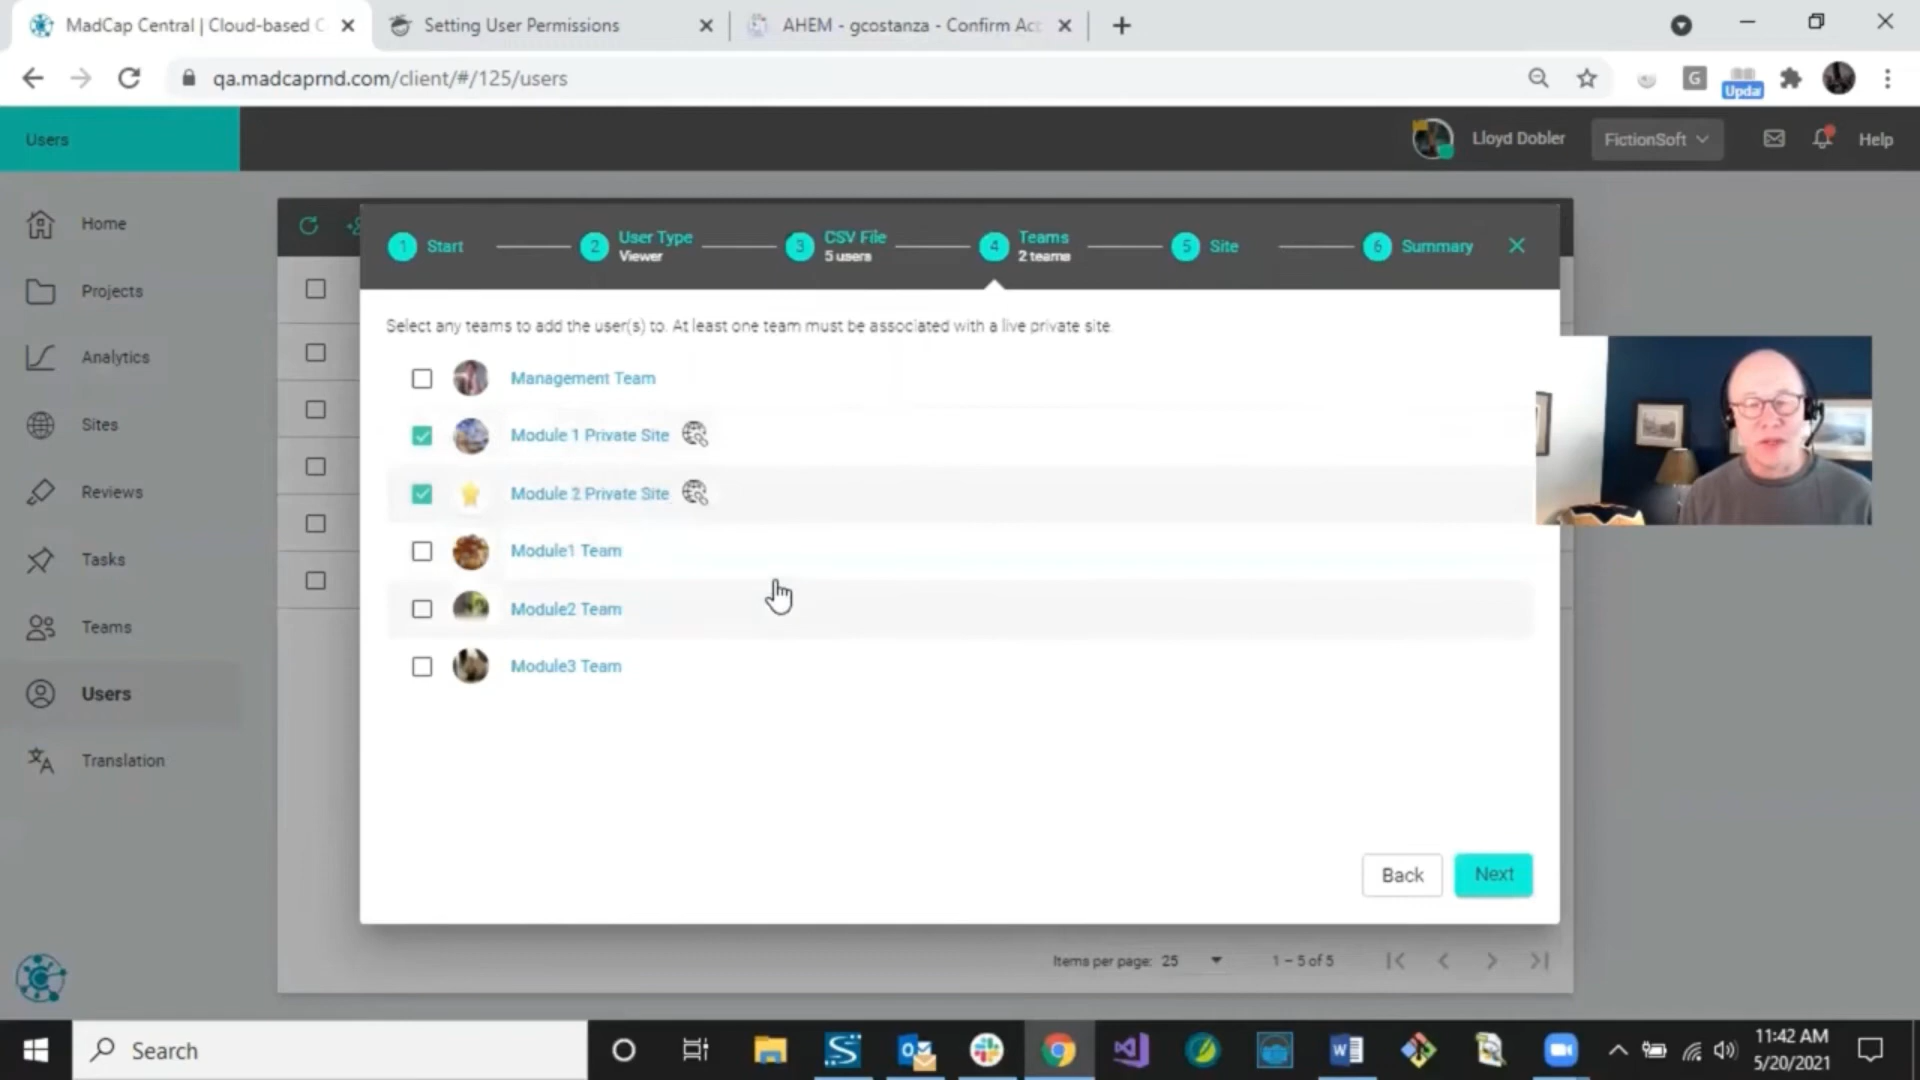 MadCap Central | Cloud-based C
Setting User Permissions
AHEM - gcostanza - Confirm Acc
qa.madcaprnd.com/client/#/125/users
G
Updat
Users
Lloyd Dobler
FictionSoft
Help
Home
Projects
Analytics
Sites
Reviews
Tasks
Teams
Users
Translation
1 Start
2 User Type
Viewer
3 CSV File
5 users
4 Teams
2 teams
5 Site
6 Summary
Select any teams to add the user(s) to. At least one team must be associated with a live private site.
Management Team
Module 1 Private Site
Module 2 Private Site
Module1 Team
Module2 Team
Module3 Team
Back
Next
Items per page: 25
1 – 5 of 5
Search
11:42 AM
5/20/2021